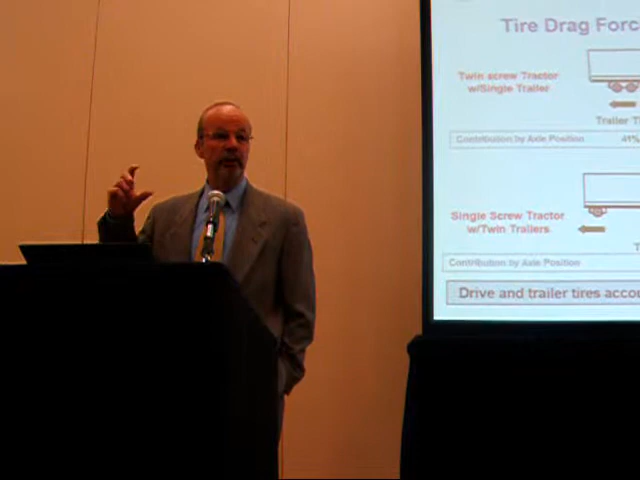 Tire Drag Forc
Twin screw Tractor
w/Single Trailer
Trailer T
Contribution by Axle Position 41%
Single Screw Tractor
w/Twin Trailers
T
Contribution by Axle Position
Drive and trailer tires acco